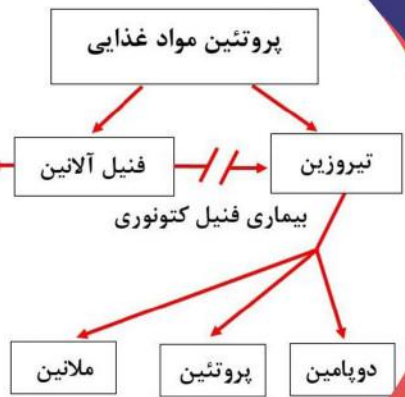 پروتئین مواد غذایی
تیروزین
فنیل آلانین
بیماری فنیل کتونوری
دوپامین
پروتئین
ملانین